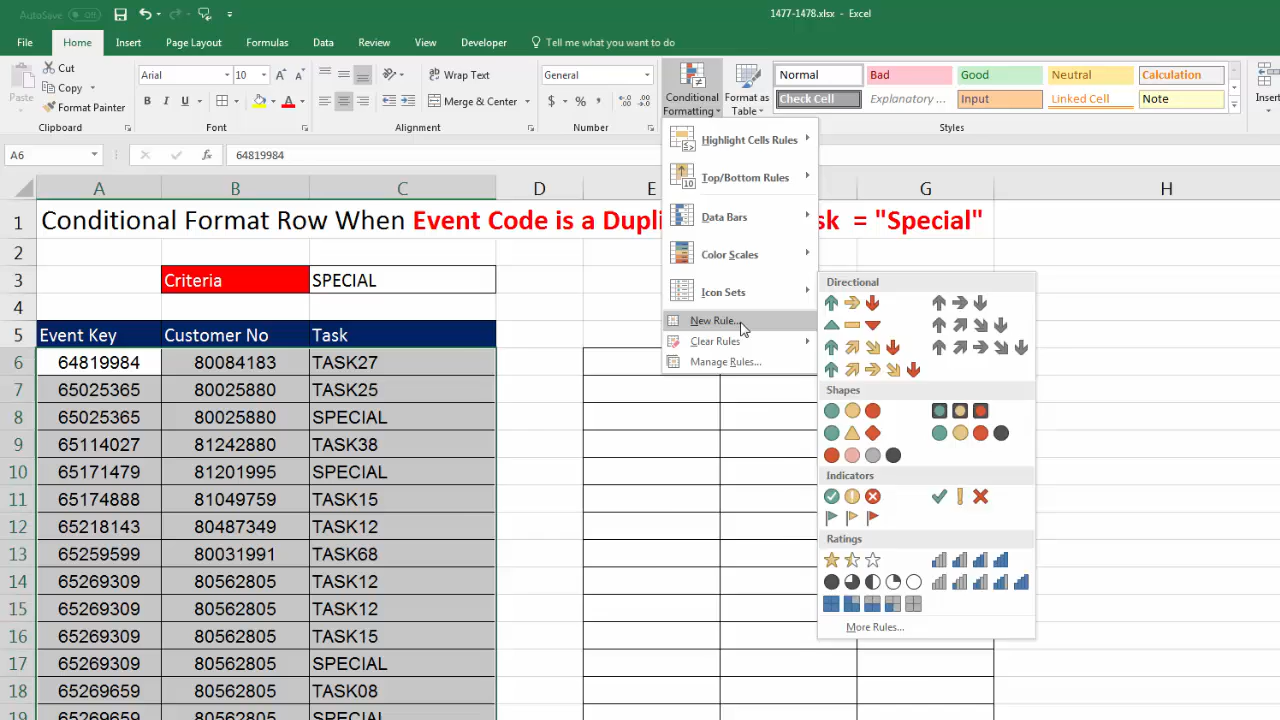 AutoSave Off
1477-1478.xlsx - Excel
File Home Insert Page Layout Formulas Data Review View Developer Tell me what you want to do
Paste
Cut
Copy
Format Painter
Clipboard
Arial 10 A A
B I U A
Font
Wrap Text
Merge & Center
Alignment
General
$ % ,
Number
Conditional Formatting
Format as Table
Normal Bad Good Neutral Calculation
Check Cell Explanatory ... Input Linked Cell Note
Styles
Insert
A6 fx 64819984
A B C D E G H
1 Conditional Format Row When Event Code is a Dupli sk = "Special"
2
3 Criteria SPECIAL
4
5 Event Key Customer No Task
6 64819984 80084183 TASK27
7 65025365 80025880 TASK25
8 65025365 80025880 SPECIAL
9 65114027 81242880 TASK38
10 65171479 81201995 SPECIAL
11 65174888 81049759 TASK15
12 65218143 80487349 TASK12
13 65259599 80031991 TASK68
14 65269309 80562805 TASK12
15 65269309 80562805 TASK12
16 65269309 80562805 TASK15
17 65269309 80562805 SPECIAL
18 65269659 80562805 TASK08
19 65269659 80562805 SPECIAL
Highlight Cells Rules
Top/Bottom Rules
Data Bars
Color Scales
Icon Sets
New Rule...
Clear Rules
Manage Rules...
Directional
Shapes
Indicators
Ratings
More Rules...